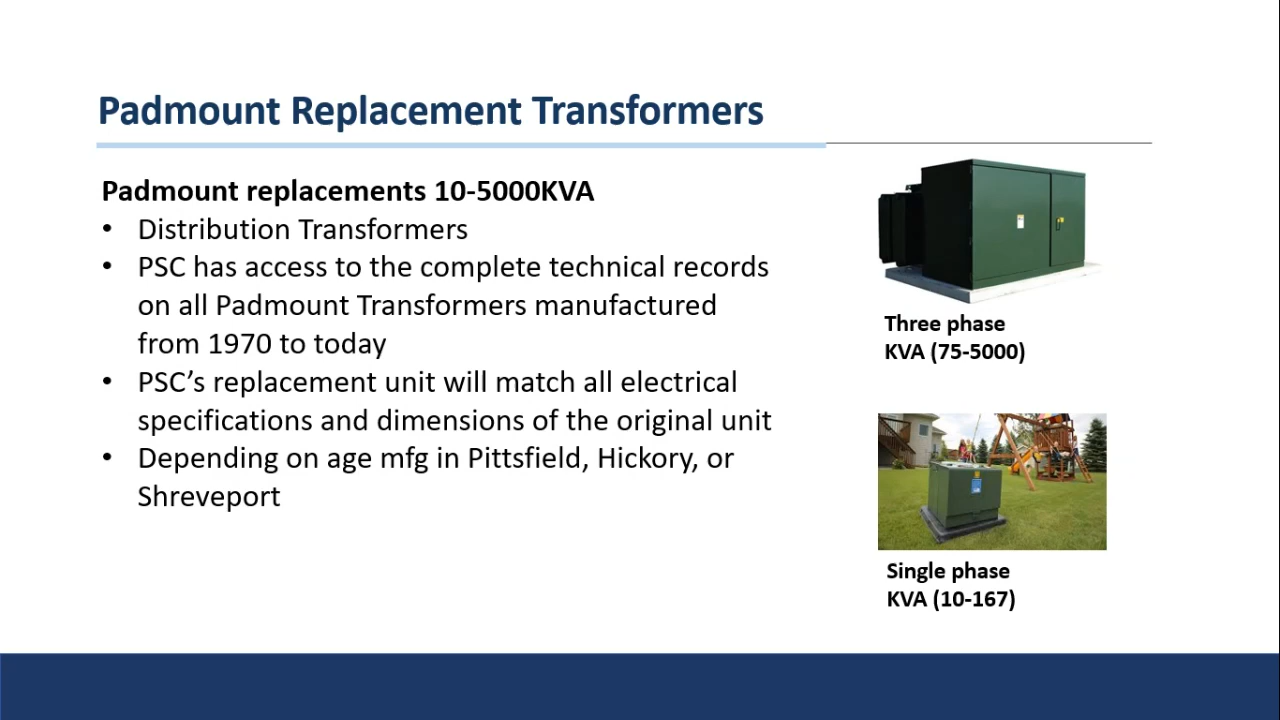 Padmount Replacement Transformers
Padmount replacements 10-5000KVA
• Distribution Transformers
• PSC has access to the complete technical records
on all Padmount Transformers manufactured
from 1970 to today
• PSC’s replacement unit will match all electrical
specifications and dimensions of the original unit
• Depending on age mfg in Pittsfield, Hickory, or
Shreveport
Three phase
KVA (75-5000)
Single phase
KVA (10-167)